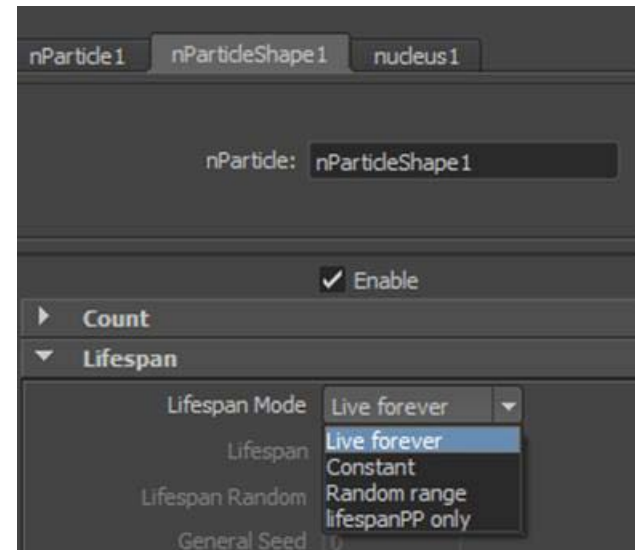 nParticle1 nParticleShape1 nucleus1
nParticle: nParticleShape1
Enable
Count
Lifespan
Lifespan Mode Live forever
Live forever
Lifespan
Constant
Lifespan Random Random range
lifespanPP only
General Seed